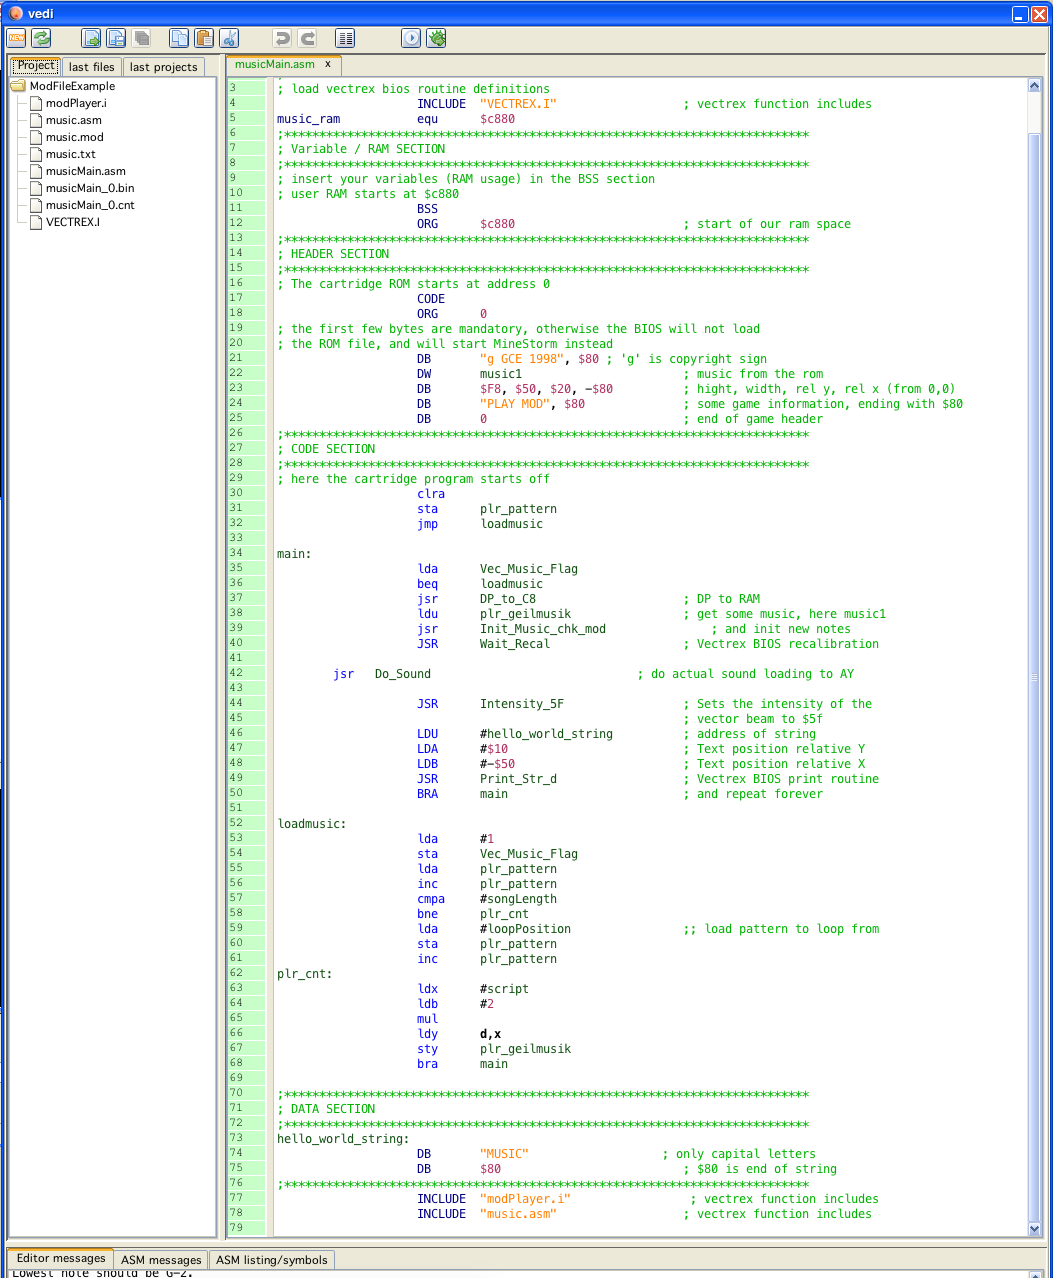 vedi
NEW
Project last files last projects
ModFileExample
modPlayer.i
music.asm
music.mod
music.txt
musicMain.asm
musicMain_0.bin
musicMain_0.cnt
VECTREX.I
musicMain.asm x
3 ; load vectrex bios routine definitions
4 INCLUDE "VECTREX.I" ; vectrex function includes
5 music_ram equ $c880
6 ;***************************************************************************
7 ; Variable / RAM SECTION
8 ;***************************************************************************
9 ; insert your variables (RAM usage) in the BSS section
10 ; user RAM starts at $c880
11 BSS
12 ORG $c880 ; start of our ram space
13 ;***************************************************************************
14 ; HEADER SECTION
15 ;***************************************************************************
16 ; The cartridge ROM starts at address 0
17 CODE
18 ORG 0
19 ; the first few bytes are mandatory, otherwise the BIOS will not load
20 ; the ROM file, and will start MineStorm instead
21 DB "g GCE 1998", $80 ; 'g' is copyright sign
22 DW music1 ; music from the rom
23 DB $F8, $50, $20, -$80 ; hight, width, rel y, rel x (from 0,0)
24 DB "PLAY MOD", $80 ; some game information, ending with $80
25 DB 0 ; end of game header
26 ;***************************************************************************
27 ; CODE SECTION
28 ;***************************************************************************
29 ; here the cartridge program starts off
30 clra
31 sta plr_pattern
32 jmp loadmusic
33
34 main:
35 lda Vec_Music_Flag
36 beq loadmusic
37 jsr DP_to_C8 ; DP to RAM
38 ldu plr_geilmusik ; get some music, here music1
39 jsr Init_Music_chk_mod ; and init new notes
40 JSR Wait_Recal ; Vectrex BIOS recalibration
41
42 jsr Do_Sound ; do actual sound loading to AY
43
44 JSR Intensity_5F ; Sets the intensity of the
45 ; vector beam to $5f
46 LDU #hello_world_string ; address of string
47 LDA #$10 ; Text position relative Y
48 LDB #-$50 ; Text position relative X
49 JSR Print_Str_d ; Vectrex BIOS print routine
50 BRA main ; and repeat forever
51
52 loadmusic:
53 lda #1
54 sta Vec_Music_Flag
55 lda plr_pattern
56 inc plr_pattern
57 cmpa #songLength
58 bne plr_cnt
59 lda #loopPosition ;; load pattern to loop from
60 sta plr_pattern
61 inc plr_pattern
62 plr_cnt:
63 ldx #script
64 ldb #2
65 mul
66 ldy d,x
67 sty plr_geilmusik
68 bra main
69
70 ;***************************************************************************
71 ; DATA SECTION
72 ;***************************************************************************
73 hello_world_string:
74 DB "MUSIC" ; only capital letters
75 DB $80 ; $80 is end of string
76 ;***************************************************************************
77 INCLUDE "modPlayer.i" ; vectrex function includes
78 INCLUDE "music.asm" ; vectrex function includes
79
Editor messages ASM messages ASM listing/symbols
Lowest note should be G-2.